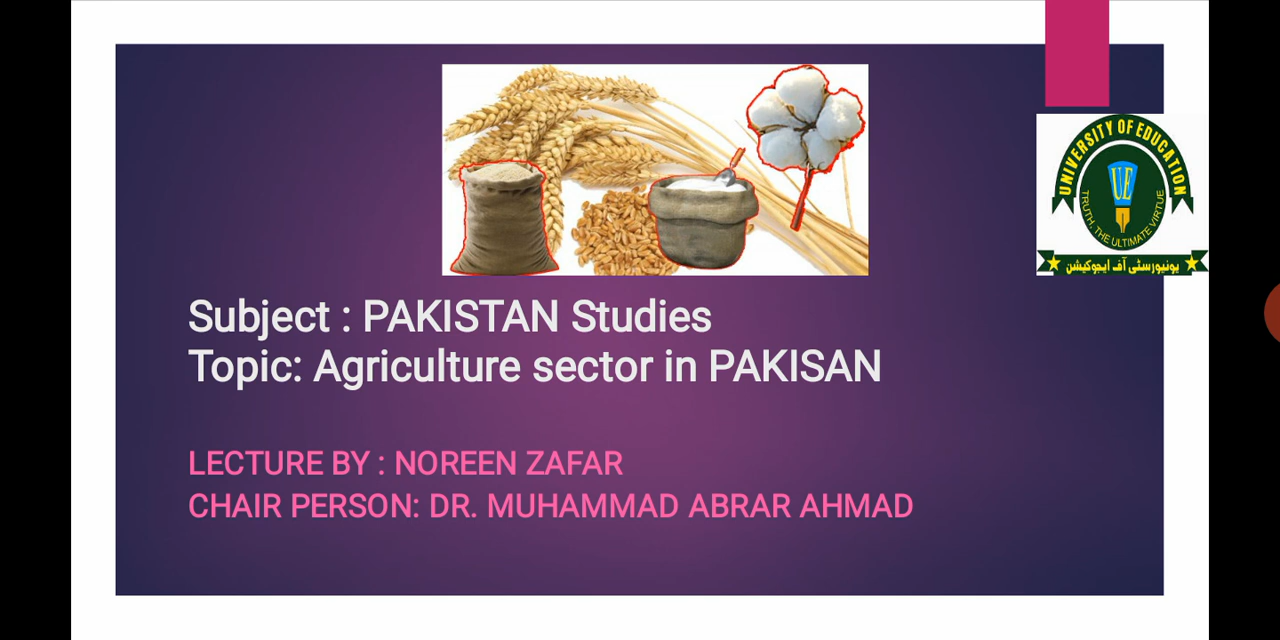 UNIVERSITY OF EDUCATION
UE
TRUTH, THE ULTIMATE VIRTUE
یونیورسٹی آف ایجوکیشن
Subject : PAKISTAN Studies
Topic: Agriculture sector in PAKISAN
LECTURE BY : NOREEN ZAFAR
CHAIR PERSON: DR. MUHAMMAD ABRAR AHMAD